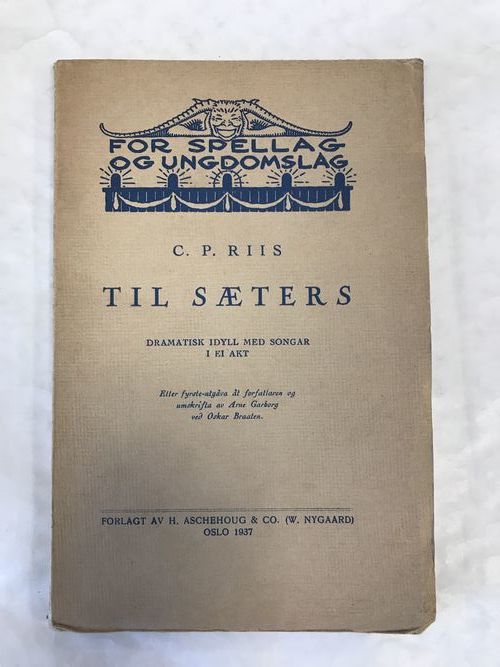 FOR SPELLAG
OG UNGDOMSLAG
C. P. RIIS
TIL SÆTERS
DRAMATISK IDYLL MED SONGAR
I EI AKT
Etter fyrste-utgåva åt forfattaren og
umskrifta av Arne Garborg
ved Oskar Braaten.
FORLAGT AV H. ASCHEHOUG & CO. (W. NYGAARD)
OSLO 1937